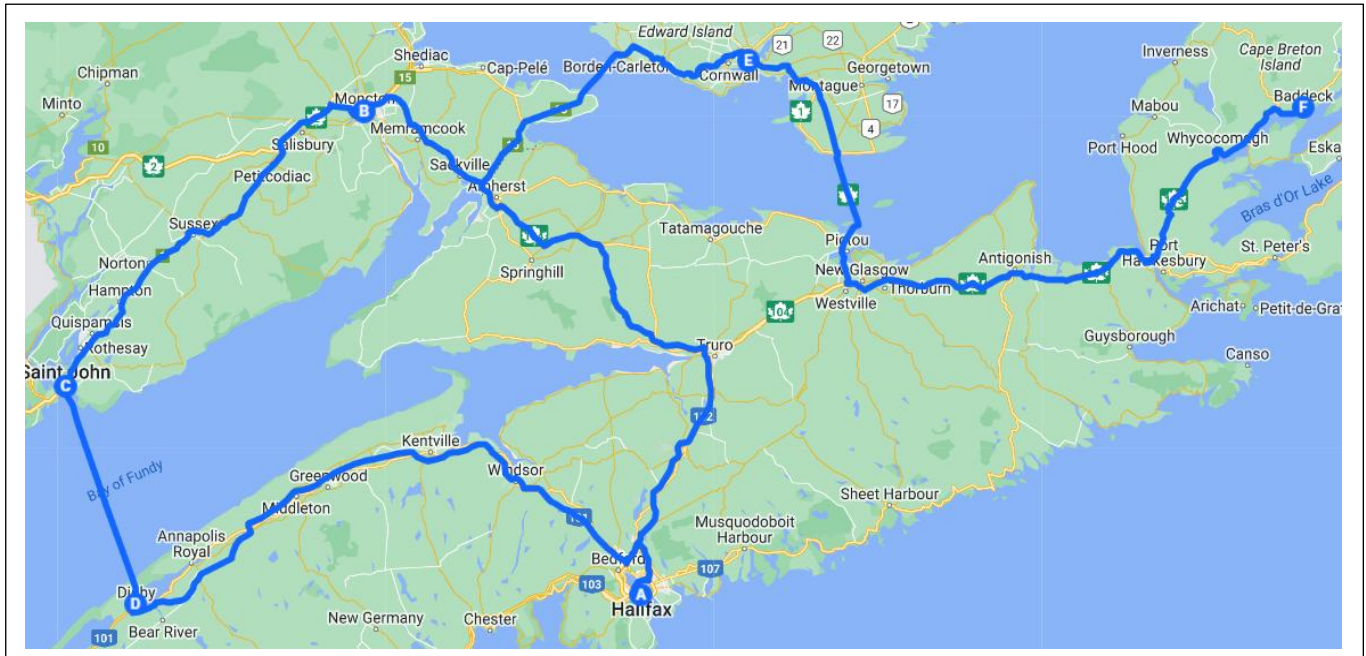 Edward Island
21
22
Shediac
15
Cap-Pelé
Borden-Carleton
E
Cornwall
Georgetown
Montague
17
1
4
Inverness
Cape Breton
Island
Baddeck
F
Mabou
Whycocomagh
Port Hood
Eska
Bras d'Or Lake
Chipman
Minto
Moncton
B
Memramcook
Salisbury
10
2
Petitcodiac
Sackville
Amherst
Sussex
Norton
Hampton
Springhill
Tatamagouche
Pictou
New Glasgow
Thorburn
Westville
104
Antigonish
Port
Hawkesbury
St. Peter's
Arichat
Petit-de-Grat
Guysborough
Canso
Quispamsis
Rothesay
Saint John
C
Truro
102
Kentville
Bay of Fundy
Greenwood
Windsor
Middleton
101
Sheet Harbour
Annapolis
Royal
Musquodoboit
Harbour
Bedford
103
107
A
Halifax
Digby
D
Bear River
101
New Germany
Chester